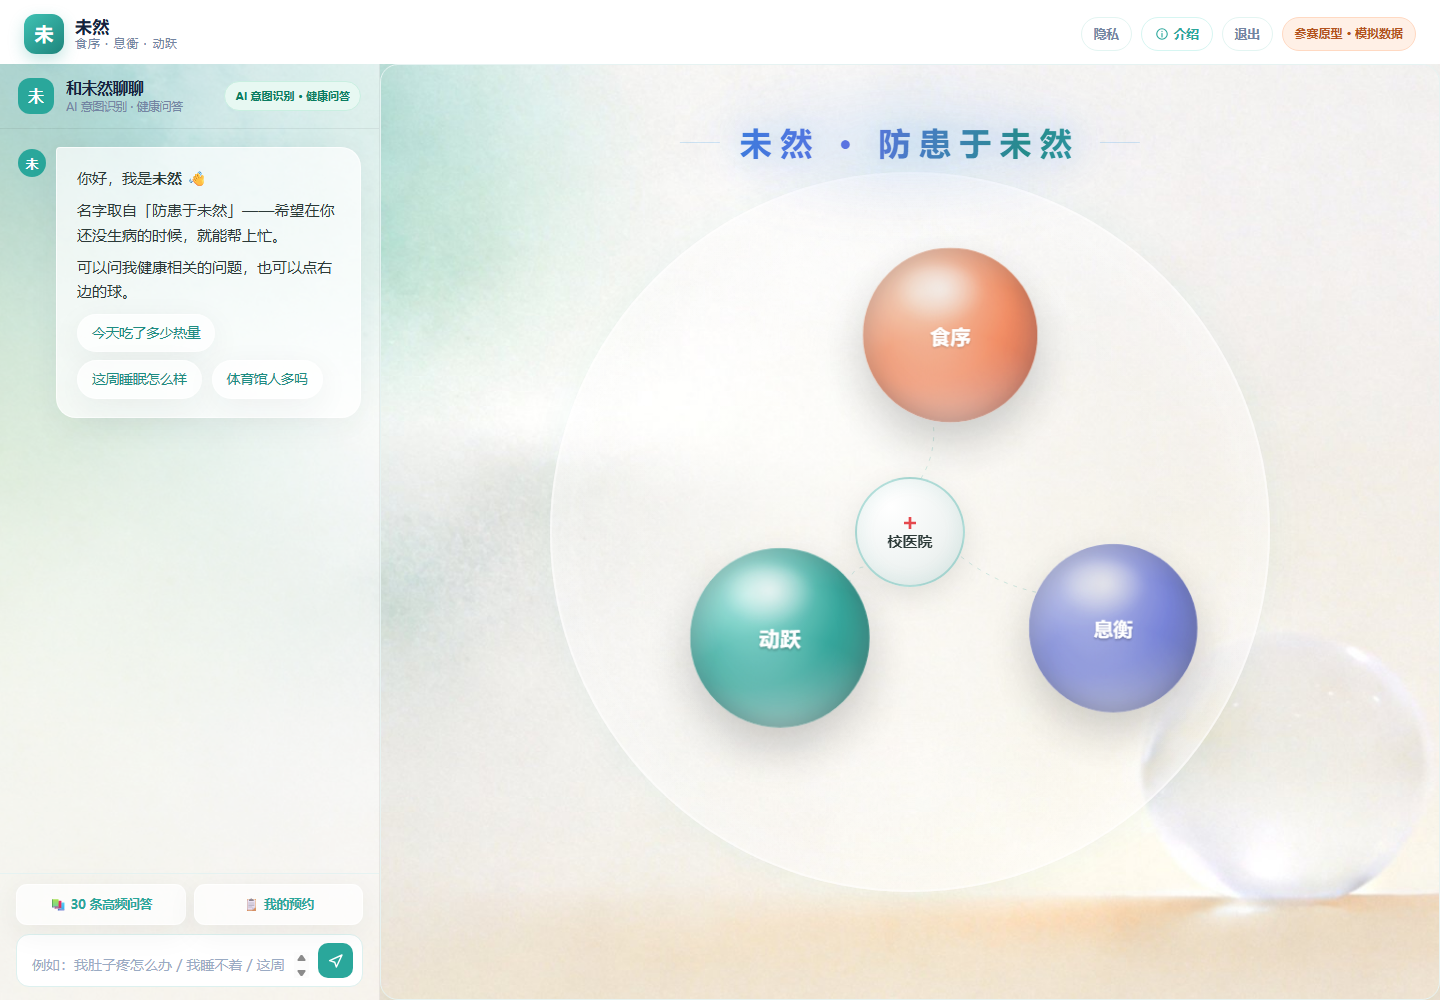 未
未然
食序 · 息衡 · 动跃
隐私
介绍
退出
参赛原型 • 模拟数据
未
和未然聊聊
AI 意图识别 · 健康问答
AI 意图识别 • 健康问答
未
你好，我是未然
名字取自「防患于未然」——希望在你
还没生病的时候，就能帮上忙。
可以问我健康相关的问题，也可以点右
边的球。
今天吃了多少热量
这周睡眠怎么样
体育馆人多吗
30 条高频问答
我的预约
例如：我肚子疼怎么办 / 我睡不着 / 这周
未然 • 防患于未然
食序
校医院
动跃
息衡